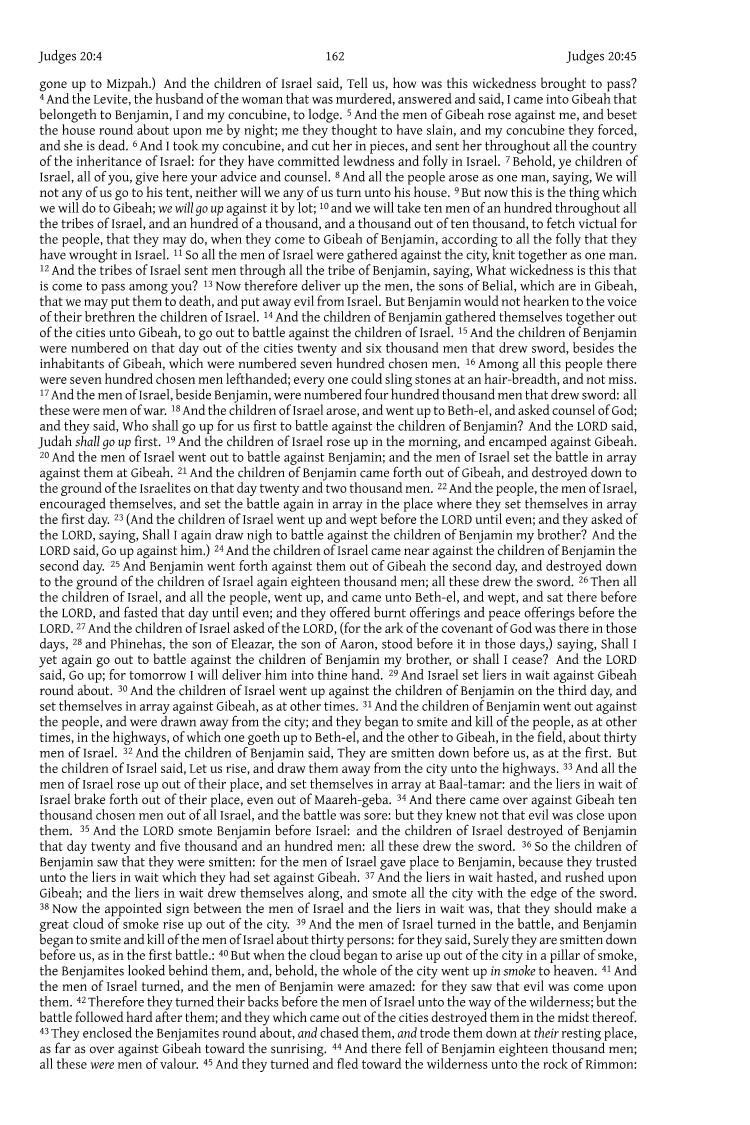 Judges 20:4 162 Judges 20:45
gone up to Mizpah.) And the children of Israel said, Tell us, how was this wickedness brought to pass?
4 And the Levite, the husband of the woman that was murdered, answered and said, I came into Gibeah that
belongeth to Benjamin, I and my concubine, to lodge. 5 And the men of Gibeah rose against me, and beset
the house round about upon me by night; me they thought to have slain, and my concubine they forced,
and she is dead. 6 And I took my concubine, and cut her in pieces, and sent her throughout all the country
of the inheritance of Israel: for they have committed lewdness and folly in Israel. 7 Behold, ye children of
Israel, all of you, give here your advice and counsel. 8 And all the people arose as one man, saying, We will
not any of us go to his tent, neither will we any of us turn unto his house. 9 But now this is the thing which
we will do to Gibeah; we will go up against it by lot; 10 and we will take ten men of an hundred throughout all
the tribes of Israel, and an hundred of a thousand, and a thousand out of ten thousand, to fetch victual for
the people, that they may do, when they come to Gibeah of Benjamin, according to all the folly that they
have wrought in Israel. 11 So all the men of Israel were gathered against the city, knit together as one man.
12 And the tribes of Israel sent men through all the tribe of Benjamin, saying, What wickedness is this that
is come to pass among you? 13 Now therefore deliver up the men, the sons of Belial, which are in Gibeah,
that we may put them to death, and put away evil from Israel. But Benjamin would not hearken to the voice
of their brethren the children of Israel. 14 And the children of Benjamin gathered themselves together out
of the cities unto Gibeah, to go out to battle against the children of Israel. 15 And the children of Benjamin
were numbered on that day out of the cities twenty and six thousand men that drew sword, besides the
inhabitants of Gibeah, which were numbered seven hundred chosen men. 16 Among all this people there
were seven hundred chosen men lefthanded; every one could sling stones at an hair-breadth, and not miss.
17 And the men of Israel, beside Benjamin, were numbered four hundred thousand men that drew sword: all
these were men of war. 18 And the children of Israel arose, and went up to Beth-el, and asked counsel of God;
and they said, Who shall go up for us first to battle against the children of Benjamin? And the LORD said,
Judah shall go up first. 19 And the children of Israel rose up in the morning, and encamped against Gibeah.
20 And the men of Israel went out to battle against Benjamin; and the men of Israel set the battle in array
against them at Gibeah. 21 And the children of Benjamin came forth out of Gibeah, and destroyed down to
the ground of the Israelites on that day twenty and two thousand men. 22 And the people, the men of Israel,
encouraged themselves, and set the battle again in array in the place where they set themselves in array
the first day. 23 (And the children of Israel went up and wept before the LORD until even; and they asked of
the LORD, saying, Shall I again draw nigh to battle against the children of Benjamin my brother? And the
LORD said, Go up against him.) 24 And the children of Israel came near against the children of Benjamin the
second day. 25 And Benjamin went forth against them out of Gibeah the second day, and destroyed down
to the ground of the children of Israel again eighteen thousand men; all these drew the sword. 26 Then all
the children of Israel, and all the people, went up, and came unto Beth-el, and wept, and sat there before
the LORD, and fasted that day until even; and they offered burnt offerings and peace offerings before the
LORD. 27 And the children of Israel asked of the LORD, (for the ark of the covenant of God was there in those
days, 28 and Phinehas, the son of Eleazar, the son of Aaron, stood before it in those days,) saying, Shall I
yet again go out to battle against the children of Benjamin my brother, or shall I cease? And the LORD
said, Go up; for tomorrow I will deliver him into thine hand. 29 And Israel set liers in wait against Gibeah
round about. 30 And the children of Israel went up against the children of Benjamin on the third day, and
set themselves in array against Gibeah, as at other times. 31 And the children of Benjamin went out against
the people, and were drawn away from the city; and they began to smite and kill of the people, as at other
times, in the highways, of which one goeth up to Beth-el, and the other to Gibeah, in the field, about thirty
men of Israel. 32 And the children of Benjamin said, They are smitten down before us, as at the first. But
the children of Israel said, Let us rise, and draw them away from the city unto the highways. 33 And all the
men of Israel rose up out of their place, and set themselves in array at Baal-tamar: and the liers in wait of
Israel brake forth out of their place, even out of Maareh-geba. 34 And there came over against Gibeah ten
thousand chosen men out of all Israel, and the battle was sore: but they knew not that evil was close upon
them. 35 And the LORD smote Benjamin before Israel: and the children of Israel destroyed of Benjamin
that day twenty and five thousand and an hundred men: all these drew the sword. 36 So the children of
Benjamin saw that they were smitten: for the men of Israel gave place to Benjamin, because they trusted
unto the liers in wait which they had set against Gibeah. 37 And the liers in wait hasted, and rushed upon
Gibeah; and the liers in wait drew themselves along, and smote all the city with the edge of the sword.
38 Now the appointed sign between the men of Israel and the liers in wait was, that they should make a
great cloud of smoke rise up out of the city. 39 And the men of Israel turned in the battle, and Benjamin
began to smite and kill of the men of Israel about thirty persons: for they said, Surely they are smitten down
before us, as in the first battle.: 40 But when the cloud began to arise up out of the city in a pillar of smoke,
the Benjamites looked behind them, and, behold, the whole of the city went up in smoke to heaven. 41 And
the men of Israel turned, and the men of Benjamin were amazed: for they saw that evil was come upon
them. 42 Therefore they turned their backs before the men of Israel unto the way of the wilderness; but the
battle followed hard after them; and they which came out of the cities destroyed them in the midst thereof.
43 They enclosed the Benjamites round about, and chased them, and trode them down at their resting place,
as far as over against Gibeah toward the sunrising. 44 And there fell of Benjamin eighteen thousand men;
all these were men of valour. 45 And they turned and fled toward the wilderness unto the rock of Rimmon: